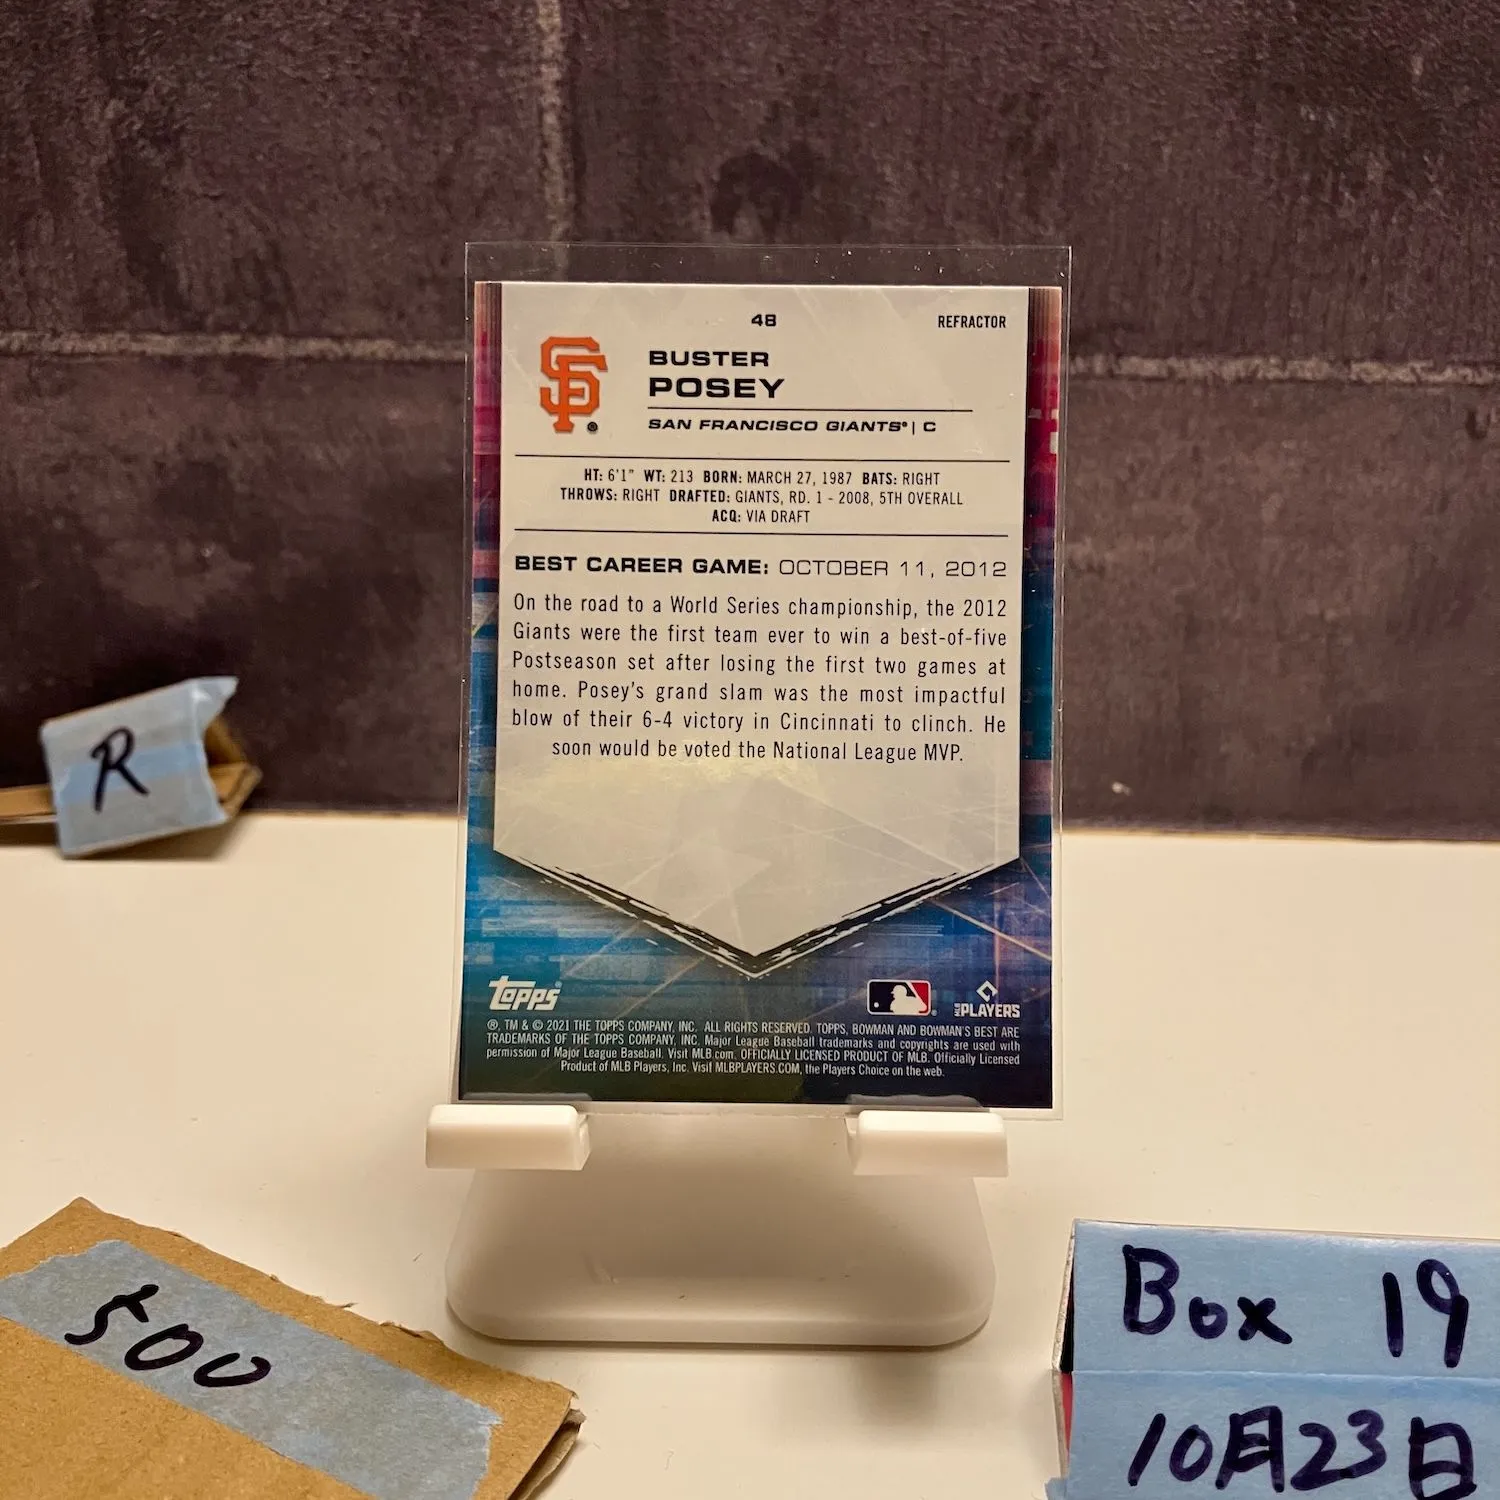 48
REFRACTOR
SF
BUSTER
POSEY
SAN FRANCISCO GIANTS® | C
HT: 6'1" WT: 213 BORN: MARCH 27, 1987 BATS: RIGHT
THROWS: RIGHT DRAFTED: GIANTS, RD. 1 - 2008, 5TH OVERALL
ACQ: VIA DRAFT
BEST CAREER GAME: OCTOBER 11, 2012
On the road to a World Series championship, the 2012
Giants were the first team ever to win a best-of-five
Postseason set after losing the first two games at
home. Posey's grand slam was the most impactful
blow of their 6-4 victory in Cincinnati to clinch. He
soon would be voted the National League MVP.
R
topps®
MLB PLAYERS
®, TM & © 2021 THE TOPPS COMPANY, INC. ALL RIGHTS RESERVED. TOPPS, BOWMAN AND BOWMAN'S BEST ARE
TRADEMARKS OF THE TOPPS COMPANY, INC. Major League Baseball trademarks and copyrights are used with
permission of Major League Baseball. Visit MLB.com. OFFICIALLY LICENSED PRODUCT OF MLB. Officially Licensed
Product of MLB Players, Inc. Visit MLBPLAYERS.COM, the Players Choice on the web.
500
Box 19
10月23日